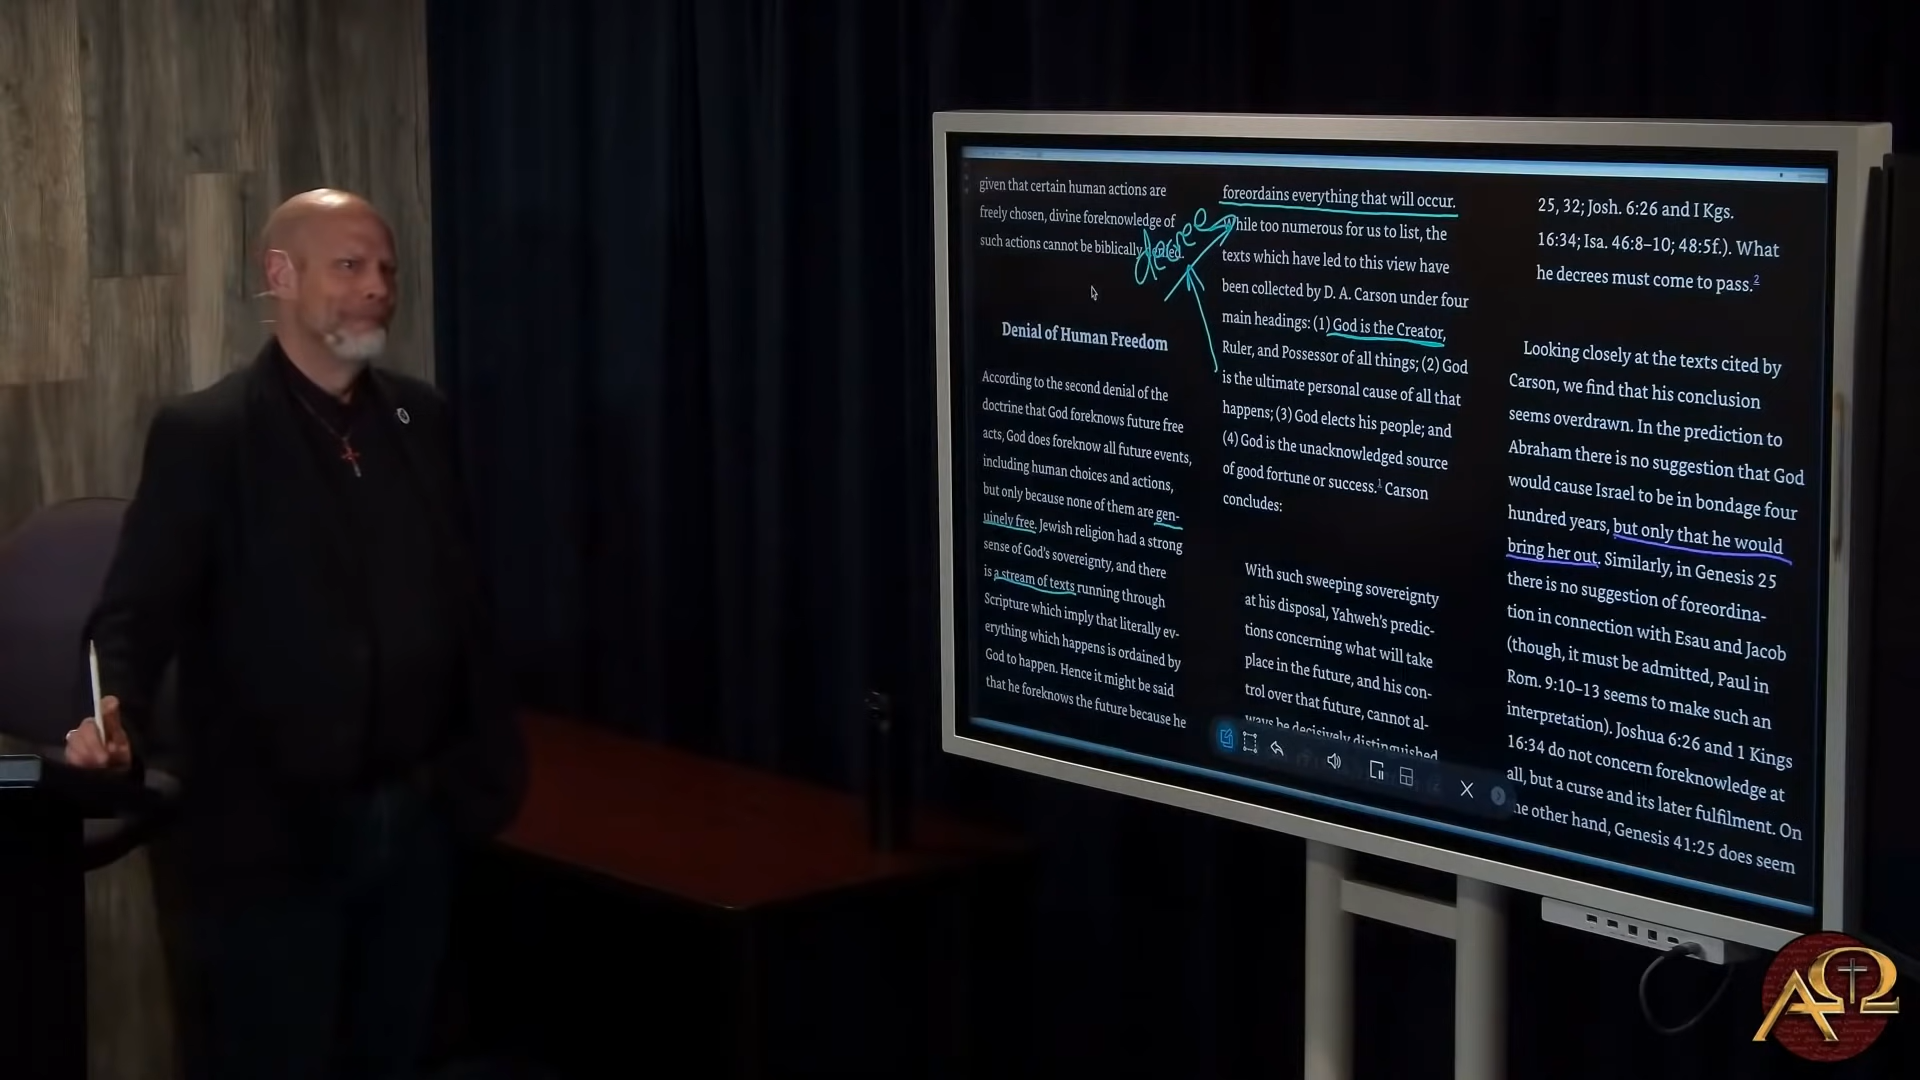 given that certain human actions are
freely chosen, divine foreknowledge of
such actions cannot be biblically denied.
decree
Denial of Human Freedom
According to the second denial of the
doctrine that God foreknows future free
acts, God does foreknow all future events,
including human choices and actions,
but only because none of them are gen-
uinely free. Jewish religion had a strong
sense of God's sovereignty, and there
is a stream of texts running through
Scripture which imply that literally ev-
erything which happens is ordained by
God to happen. Hence it might be said
that he foreknows the future because he
foreordains everything that will occur.
While too numerous for us to list, the
texts which have led to this view have
been collected by D. A. Carson under four
main headings: (1) God is the Creator,
Ruler, and Possessor of all things; (2) God
is the ultimate personal cause of all that
happens; (3) God elects his people; and
(4) God is the unacknowledged source
of good fortune or success.1 Carson
concludes:
With such sweeping sovereignty
at his disposal, Yahweh's predic-
tions concerning what will take
place in the future, and his con-
trol over that future, cannot al-
ways be decisively distinguished
25, 32; Josh. 6:26 and I Kgs.
16:34; Isa. 46:8–10; 48:5f.). What
he decrees must come to pass.2
Looking closely at the texts cited by
Carson, we find that his conclusion
seems overdrawn. In the prediction to
Abraham there is no suggestion that God
would cause Israel to be in bondage four
hundred years, but only that he would
bring her out. Similarly, in Genesis 25
there is no suggestion of foreordina-
tion in connection with Esau and Jacob
(though, it must be admitted, Paul in
Rom. 9:10–13 seems to make such an
interpretation). Joshua 6:26 and 1 Kings
16:34 do not concern foreknowledge at
all, but a curse and its later fulfilment. On
he other hand, Genesis 41:25 does seem
ΑΩ